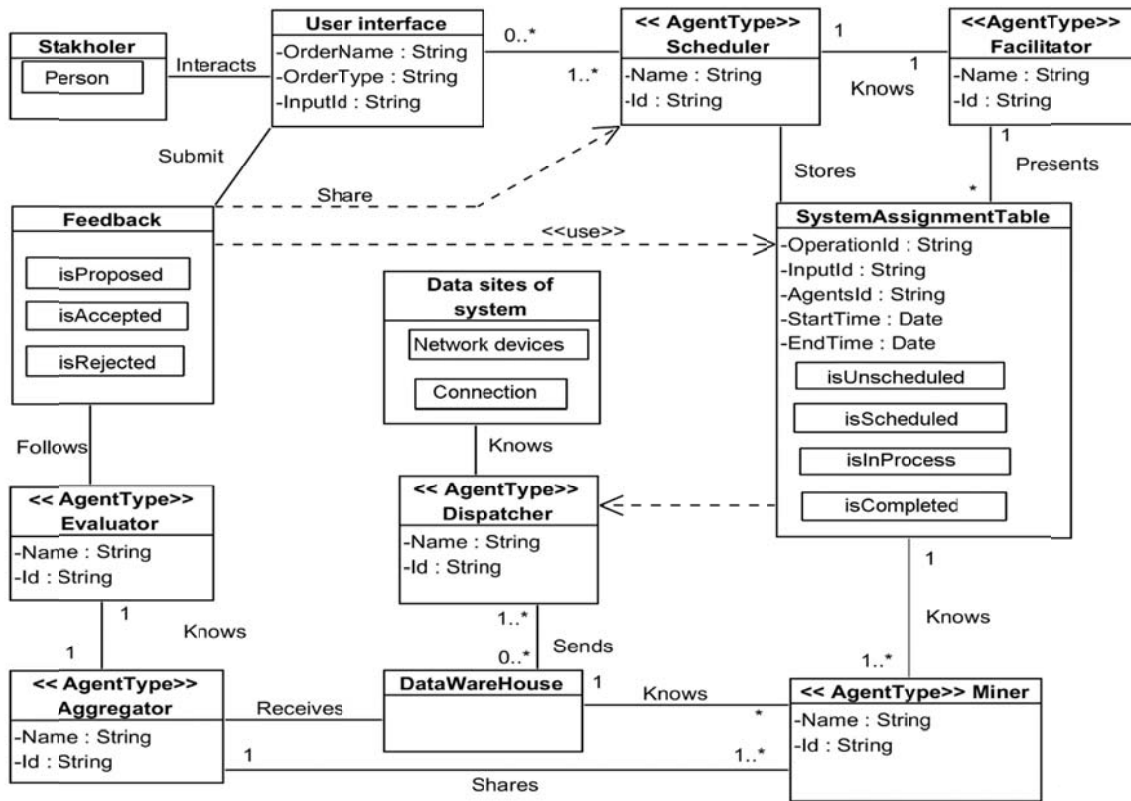 Stakholer
Person
Interacts
User interface
-OrderName : String
-OrderType : String
-InputId : String
0..*
1..*
<< AgentType>>
Scheduler
-Name : String
-Id : String
1
1
Knows
<<AgentType>>
Facilitator
-Name : String
-Id : String
Submit
Share
Stores
1
Presents
*
Feedback
isProposed
isAccepted
isRejected
<<use>>
SystemAssignmentTable
-OperationId : String
-InputId : String
-AgentsId : String
-StartTime : Date
-EndTime : Date
isUnscheduled
isScheduled
isInProcess
isCompleted
Data sites of
system
Network devices
Connection
Follows
Knows
<< AgentType>>
Evaluator
-Name : String
-Id : String
<< AgentType>>
Dispatcher
-Name : String
-Id : String
1
Knows
1
1..*
Sends
0..*
1
Knows
1..*
<< AgentType>>
Aggregator
-Name : String
-Id : String
Receives
DataWareHouse
1
Knows
*
<< AgentType>> Miner
-Name : String
-Id : String
1
Shares
1..*